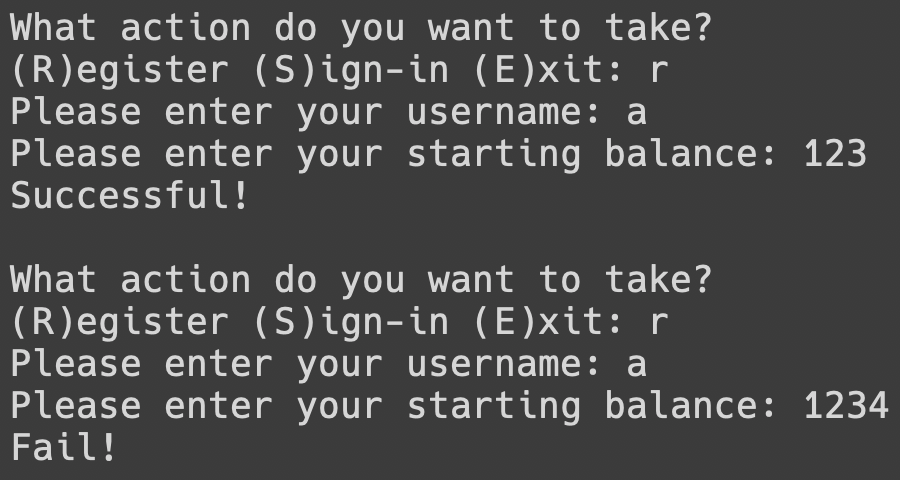 What action do you want to take?
(R)egister (S)ign-in (E)xit: r
Please enter your username: a
Please enter your starting balance: 123
Successful!
What action do you want to take?
(R)egister (S)ign-in (E)xit: r
Please enter your username: a
Please enter your starting balance: 1234
Fail!